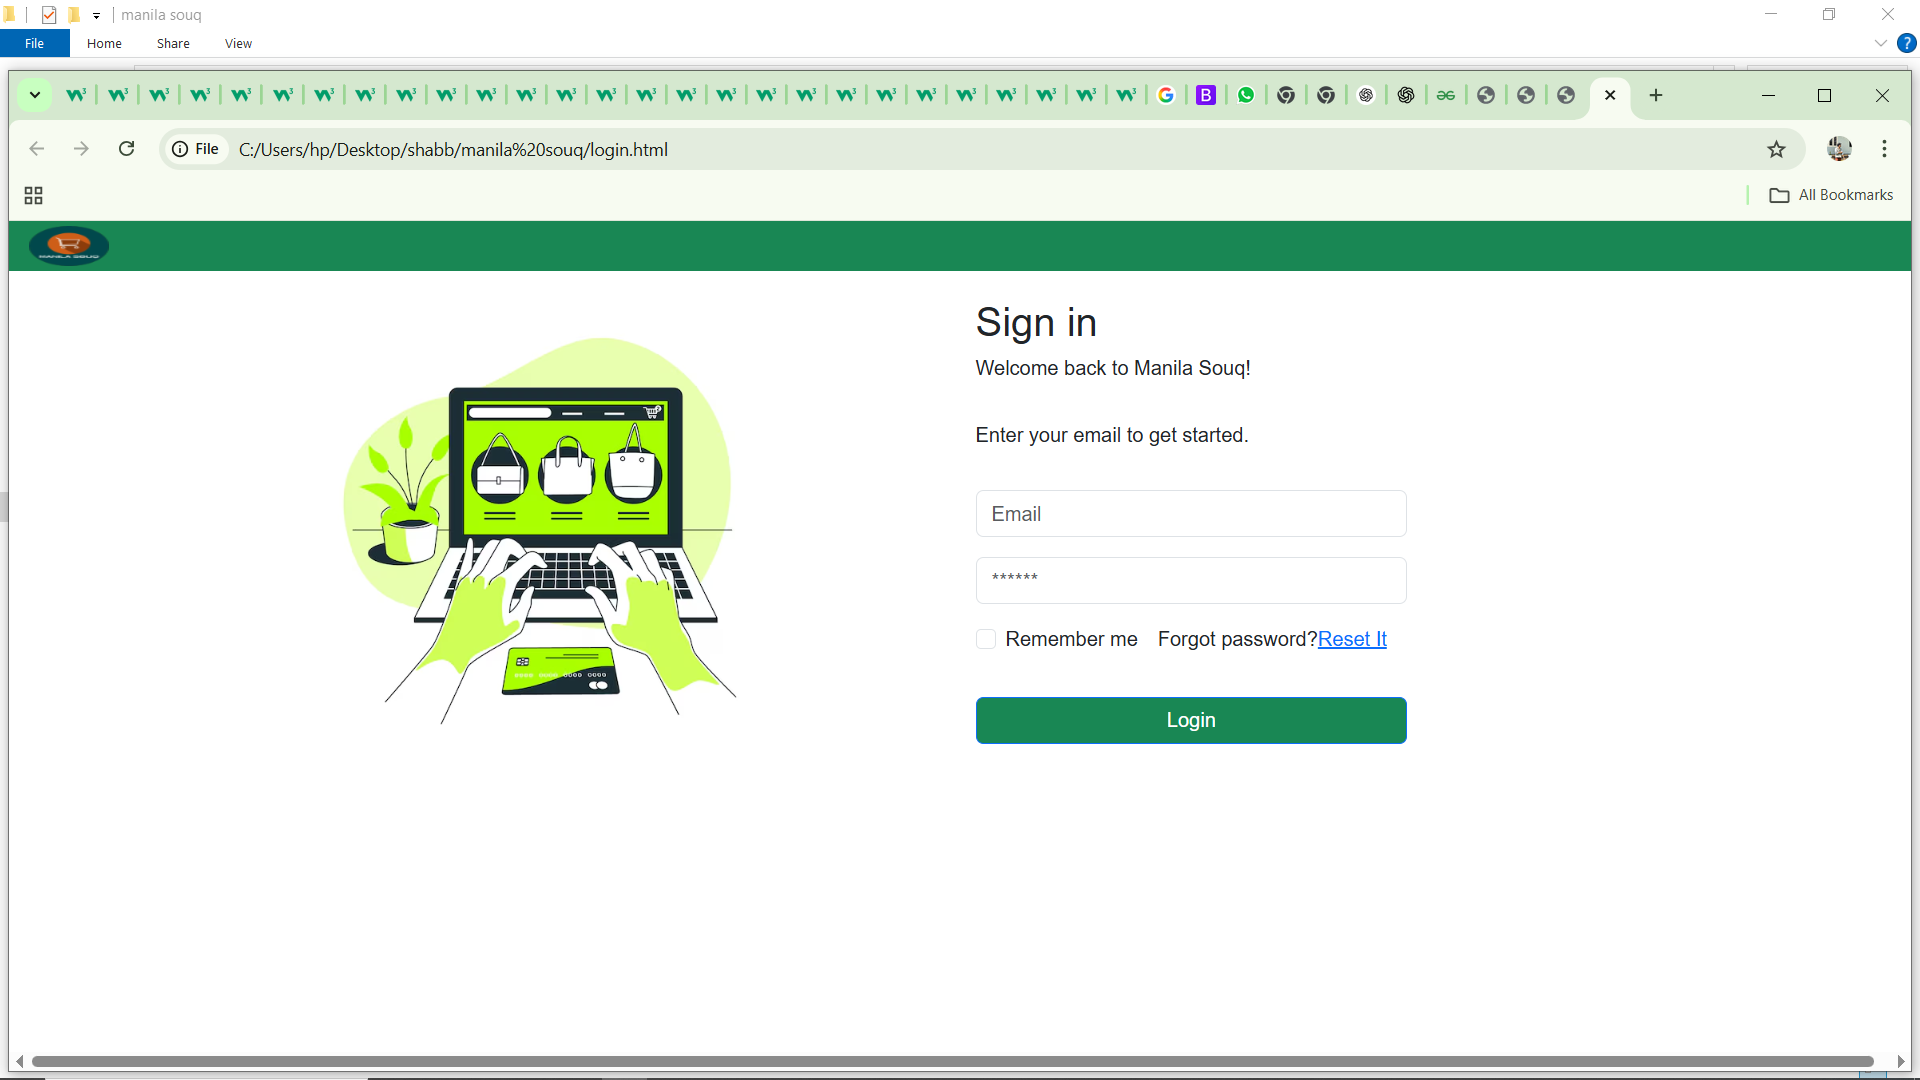 manila souq
File Home Share View
File C:/Users/hp/Desktop/shabb/manila%20souq/login.html
All Bookmarks
MANILA SOUQ
Sign in
Welcome back to Manila Souq!
Enter your email to get started.
Email
******
Remember me Forgot password?Reset It
Login